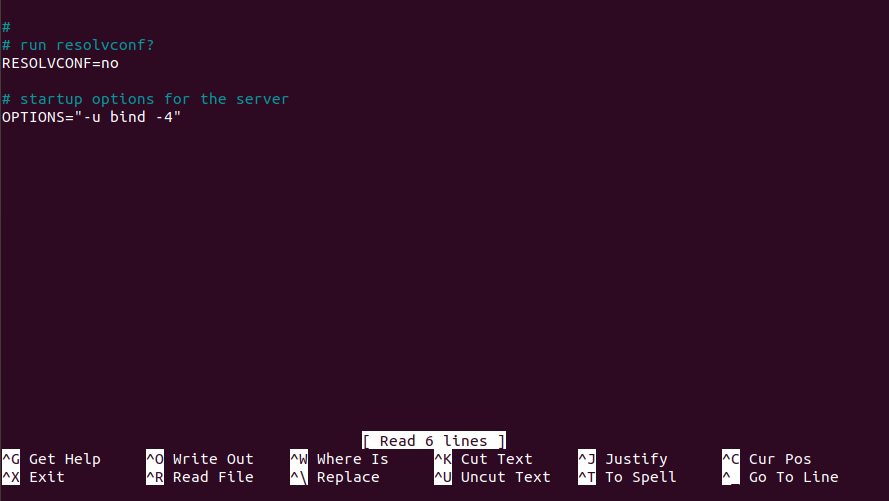 #
# run resolvconf?
RESOLVCONF=no
# startup options for the server
OPTIONS="-u bind -4"
[ Read 6 lines ]
^G Get Help ^O Write Out ^W Where Is ^K Cut Text ^J Justify ^C Cur Pos
^X Exit ^R Read File ^\ Replace ^U Uncut Text ^T To Spell ^_ Go To Line